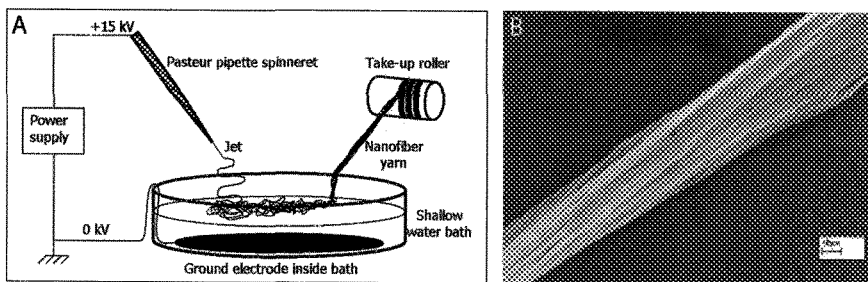 A
+15 kV
Pasteur pipette spinneret
Take-up roller
Power
supply
Jet
Nanofiber
yarn
0 kV
Shallow
water bath
Ground electrode inside bath
B